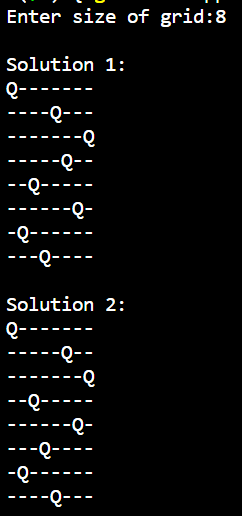 Enter size of grid:8
Solution 1:
Q-------
----Q---
-------Q
-----Q--
--Q-----
------Q-
-Q------
---Q----
Solution 2:
Q-------
-----Q--
-------Q
--Q-----
------Q-
---Q----
-Q------
----Q---